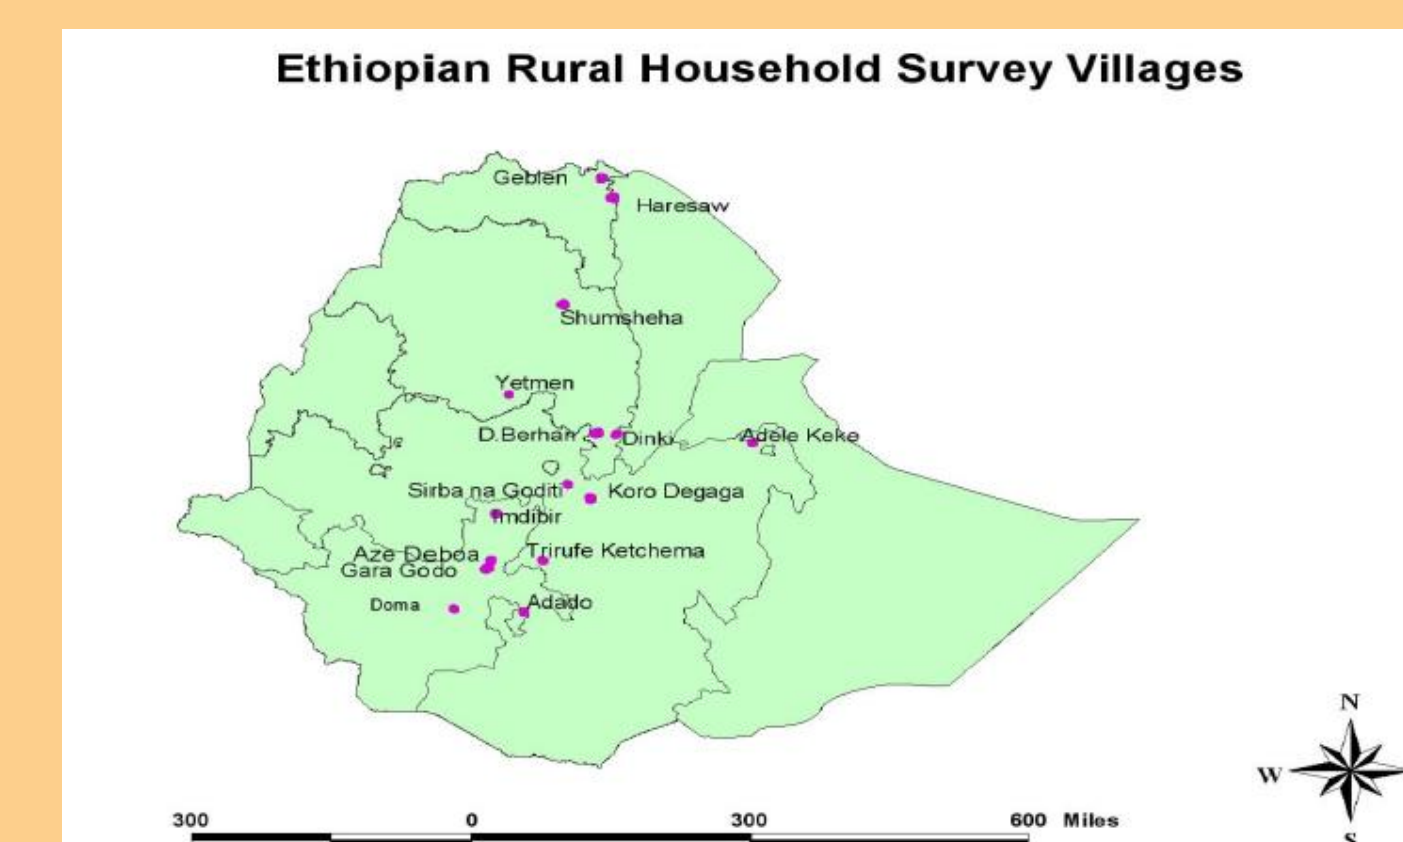 Ethiopian Rural Household Survey Villages
Geblen
Haresaw
Shumsheha
Yetmen
D.Berhan
Dinki
Adele Keke
Sirba na Goditi
Koro Degaga
Imdibir
Aze Deboa
Trirufe Ketchema
Gara Godo
Doma
Adado
N
W
S
300 0 300 600 Miles